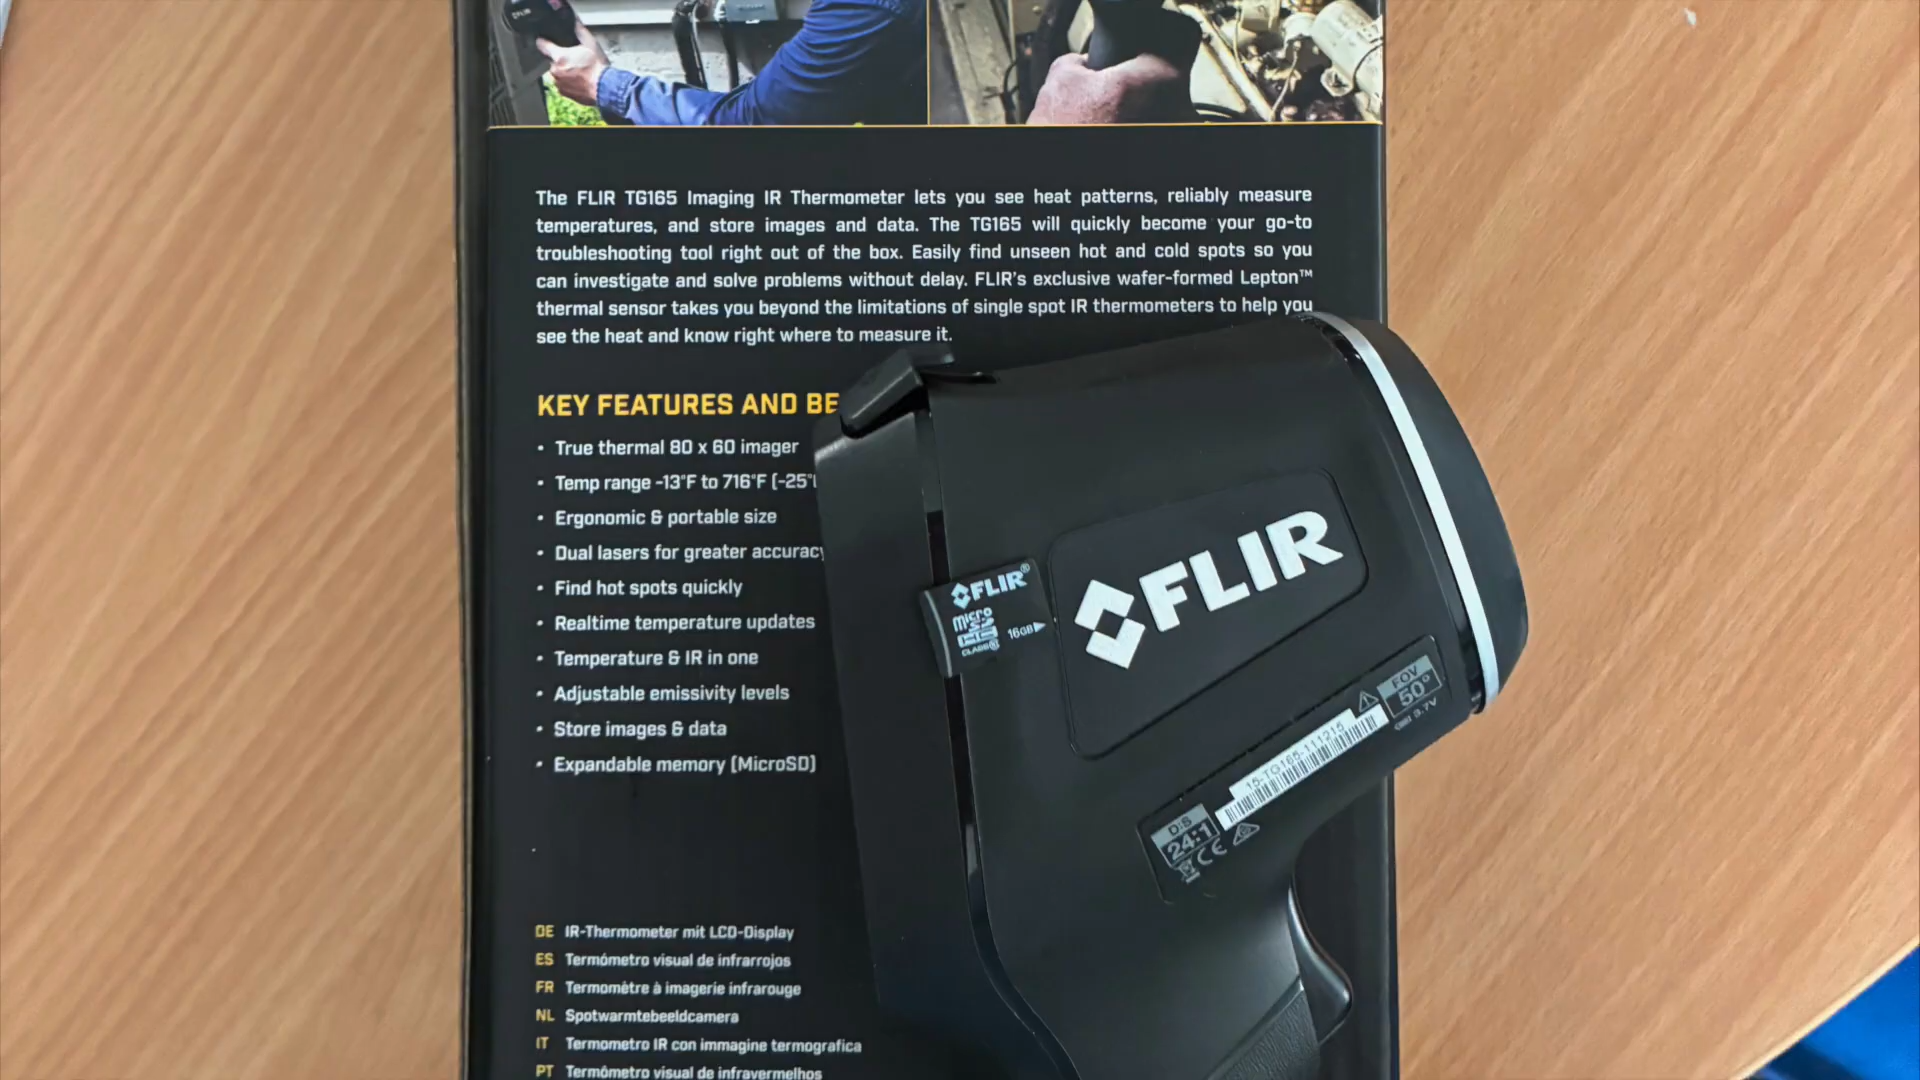 The FLIR TG165 Imaging IR Thermometer lets you see heat patterns, reliably measure
temperatures, and store images and data. The TG165 will quickly become your go-to
troubleshooting tool right out of the box. Easily find unseen hot and cold spots so you
can investigate and solve problems without delay. FLIR's exclusive wafer-formed Lepton™
thermal sensor takes you beyond the limitations of single spot IR thermometers to help you
see the heat and know right where to measure it.
KEY FEATURES AND BE
• True thermal 80 x 60 imager
• Temp range -13°F to 716°F (-25°
• Ergonomic & portable size
• Dual lasers for greater accuracy
• Find hot spots quickly
• Realtime temperature updates
• Temperature & IR in one
• Adjustable emissivity levels
• Store images & data
• Expandable memory (MicroSD)
DE IR-Thermometer mit LCD-Display
ES Termómetro visual de infrarrojos
FR Termomètre à imagerie infrarouge
NL Spotwarmtebeeldcamera
IT Termometro IR con immagine termografica
PT Termómetro visual de infravermelhos
FLIR®
micro
SD
HC
CLASS
16GB
FLIR
FOV
50°
3.7V
15-TG165-111215
D:S
24:1
CE